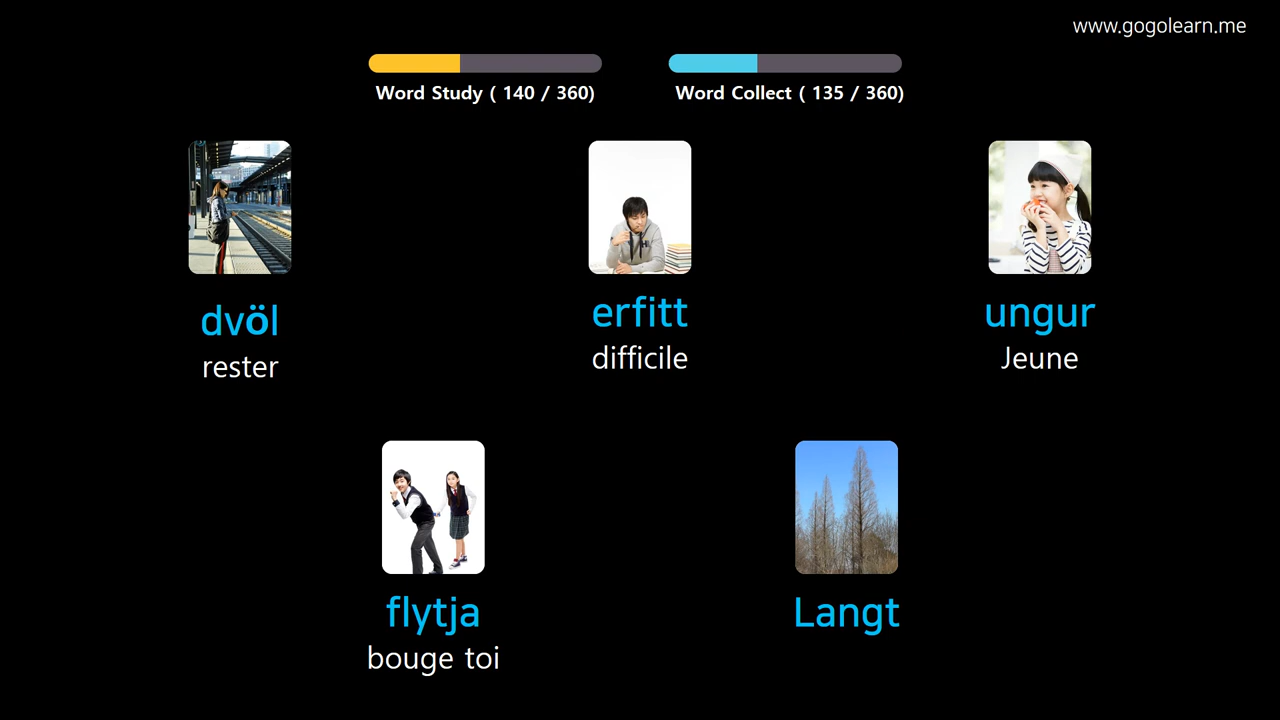 www.gogolearn.me
Word Study ( 140 / 360)
Word Collect ( 135 / 360)
dvöl
rester
erfitt
difficile
ungur
Jeune
flytja
bouge toi
Langt